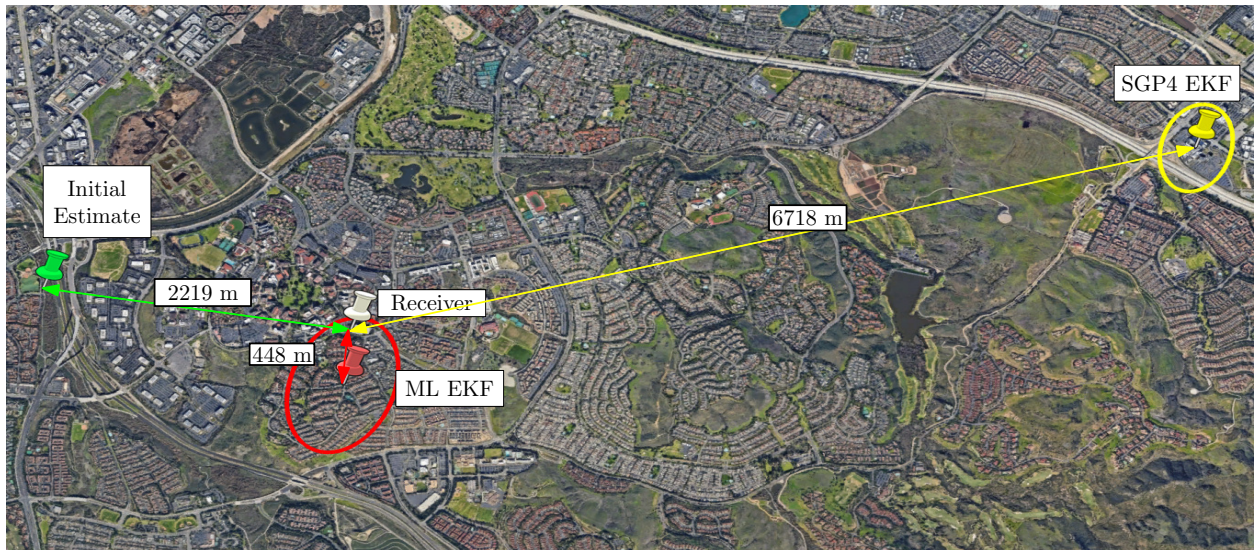 SGP4 EKF
Initial
Estimate
6718 m
2219 m
Receiver
448 m
ML EKF